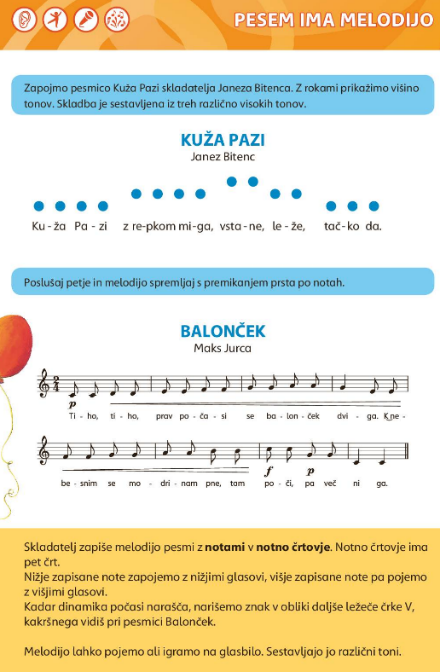 PESEM IMA MELODIJO
Zapojmo pesmico Kuža Pazi skladatelja Janeza Bitenca. Z rokami prikažimo višino
tonov. Skladba je sestavljena iz treh različno visokih tonov.
KUŽA PAZI
Janez Bitenc
Ku - ža Pa - zi z re-pkom mi-ga, vsta-ne, le - že, tač-ko da.
Poslušaj petje in melodijo spremljaj s premikanjem prsta po notah.
BALONČEK
Maks Jurca
p
Ti - ho, ti - ho, prav po - ča - si se ba - lon - ček dvi - ga. K ne -
f p
be - snim se mo - dri - nam pne, tam po - či, pa več ni ga.
Skladatelj zapiše melodijo pesmi z notami v notno črtovje. Notno črtovje ima
pet črt.
Nižje zapisane note zapojemo z nižjimi glasovi, višje zapisane note pa pojemo
z višjimi glasovi.
Kadar dinamika počasi narašča, narišemo znak v obliki daljše ležeče črke V,
kakršnega vidiš pri pesmici Balonček.
Melodijo lahko pojemo ali igramo na glasbilo. Sestavljajo jo različni toni.